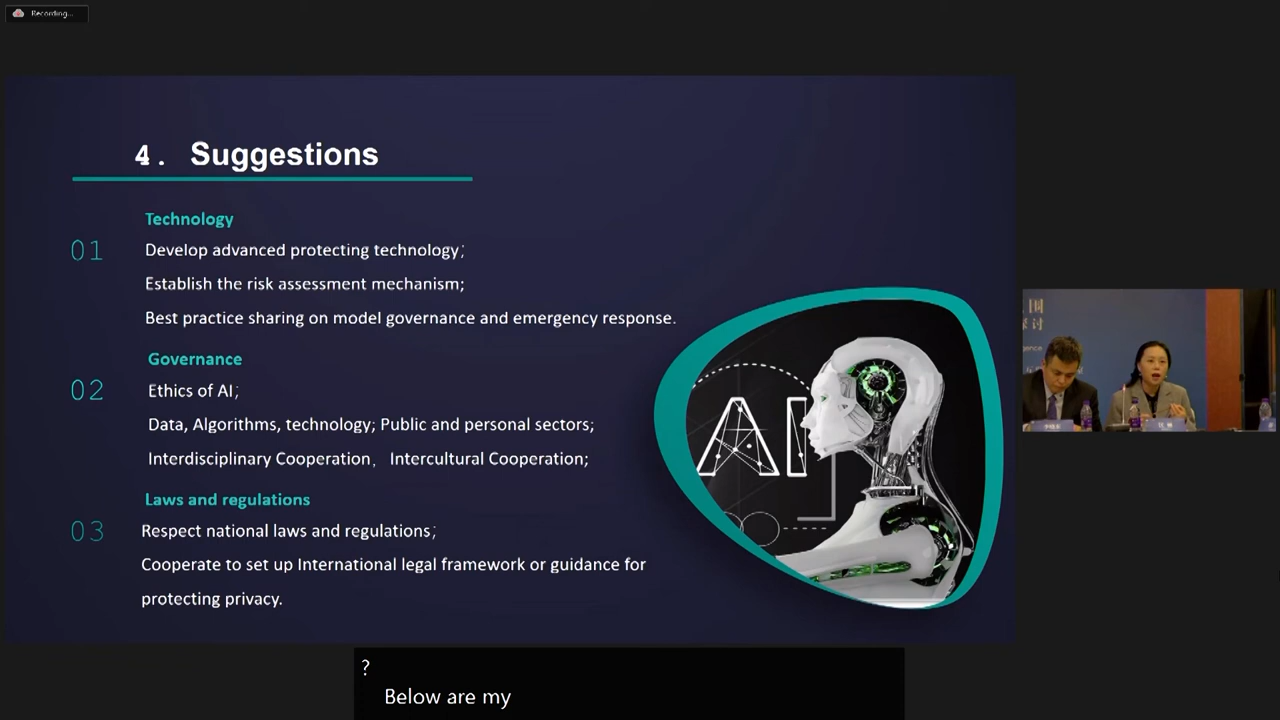 Recording...
4. Suggestions
Technology
01
Develop advanced protecting technology;
Establish the risk assessment mechanism;
Best practice sharing on model governance and emergency response.
Governance
02
Ethics of AI;
Data, Algorithms, technology; Public and personal sectors;
Interdisciplinary Cooperation, Intercultural Cooperation;
Laws and regulations
03
Respect national laws and regulations;
Cooperate to set up International legal framework or guidance for
protecting privacy.
AI
探讨
?
Below are my